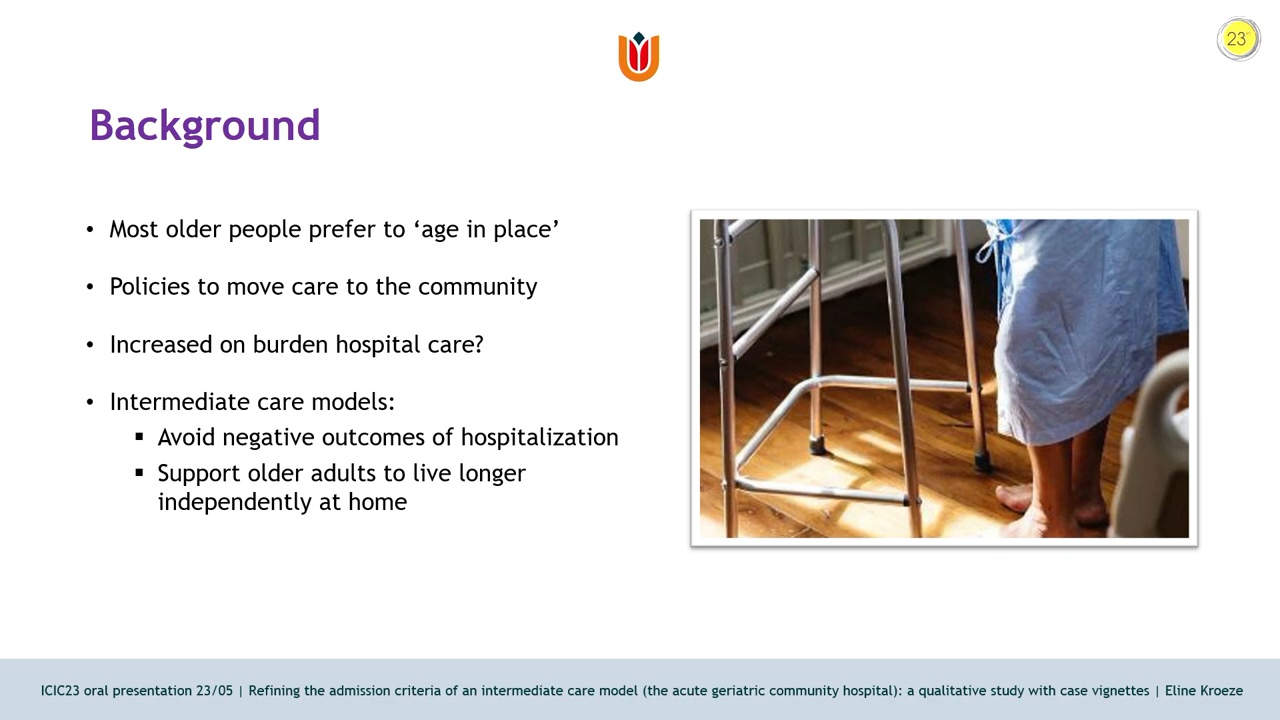 23
Background
• Most older people prefer to ‘age in place’
• Policies to move care to the community
• Increased on burden hospital care?
• Intermediate care models:
▪ Avoid negative outcomes of hospitalization
▪ Support older adults to live longer
independently at home
ICIC23 oral presentation 23/05 | Refining the admission criteria of an intermediate care model (the acute geriatric community hospital): a qualitative study with case vignettes | Eline Kroeze